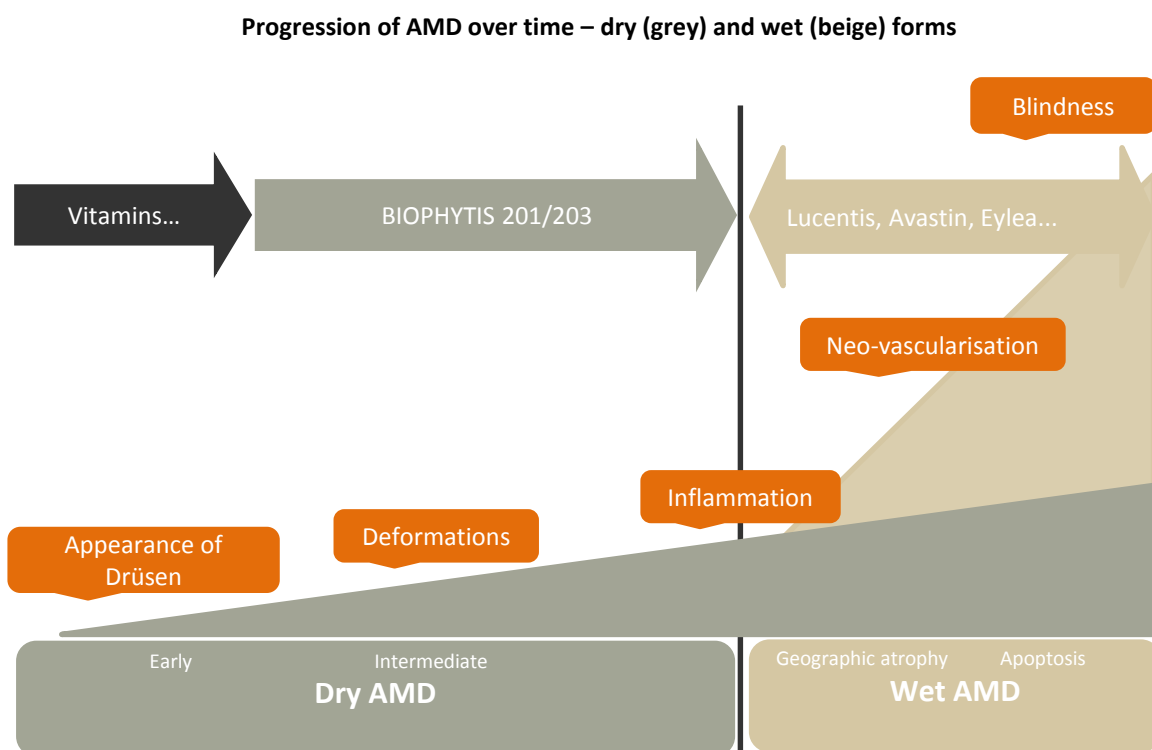 Progression of AMD over time – dry (grey) and wet (beige) forms
Blindness
Vitamins...
BIOPHYTIS 201/203
Lucentis, Avastin, Eylea...
Neo-vascularisation
Inflammation
Deformations
Appearance of
Drüsen
Early
Intermediate
Dry AMD
Geographic atrophy
Apoptosis
Wet AMD